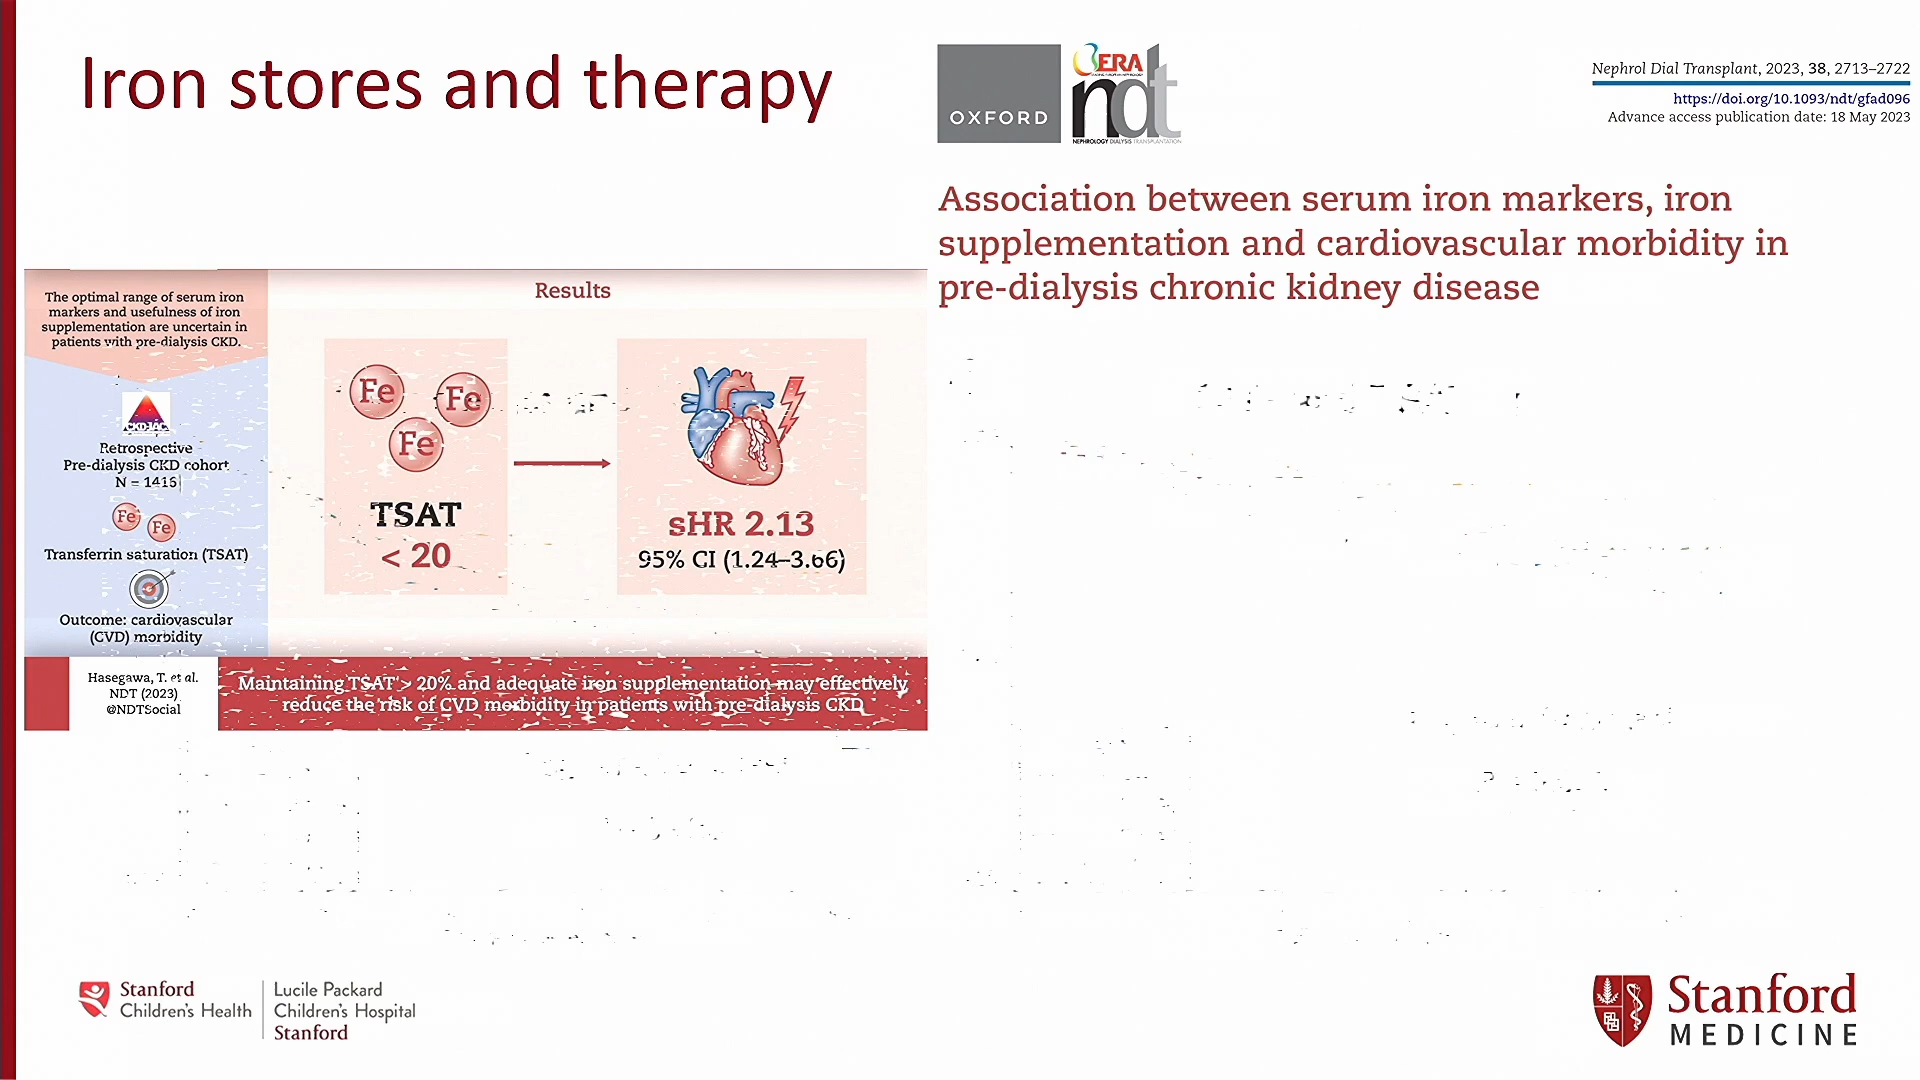 Iron stores and therapy
OXFORD
ERA
ndt
NEPHROLOGY DIALYSIS TRANSPLANTATION
Nephrol Dial Transplant, 2023, 38, 2713–2722
https://doi.org/10.1093/ndt/gfad096
Advance access publication date: 18 May 2023
Association between serum iron markers, iron
supplementation and cardiovascular morbidity in
pre-dialysis chronic kidney disease
The optimal range of serum iron
markers and usefulness of iron
supplementation are uncertain in
patients with pre-dialysis CKD.
CKD-JAC
Retrospective
Pre-dialysis CKD cohort
N = 1416
Fe
Fe
Transferrin saturation (TSAT)
Outcome: cardiovascular
(CVD) morbidity
Results
Fe
Fe
Fe
TSAT
< 20
sHR 2.13
95% CI (1.24–3.66)
Hasegawa, T. et al.
NDT (2023)
@NDTSocial
Maintaining TSAT > 20% and adequate iron supplementation may effectively
reduce the risk of CVD morbidity in patients with pre-dialysis CKD
Stanford
Children's Health
Lucile Packard
Children's Hospital
Stanford
Stanford
MEDICINE